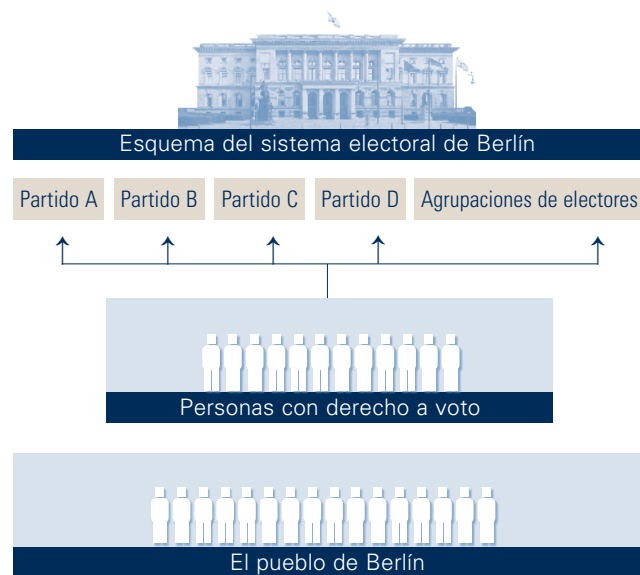 Esquema del sistema electoral de Berlín
Partido A Partido B Partido C Partido D Agrupaciones de electores
Personas con derecho a voto
El pueblo de Berlín